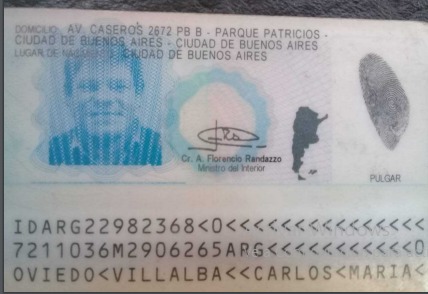 DOMICILIO: AV. CASEROS 2672 PB B - PARQUE PATRICIOS -
CIUDAD DE BUENOS AIRES - CIUDAD DE BUENOS AIRES
LUGAR DE NACIMIENTO: CIUDAD DE BUENOS AIRES
Cr. A. Florencio Randazzo
Ministro del Interior
PULGAR
IDARG22982368<0<<<<<<<<<<<<<<<
7211036M2906265ARG<<<<<<<<<<<0
OVIEDO<VILLALBA<<CARLOS<MARIA<